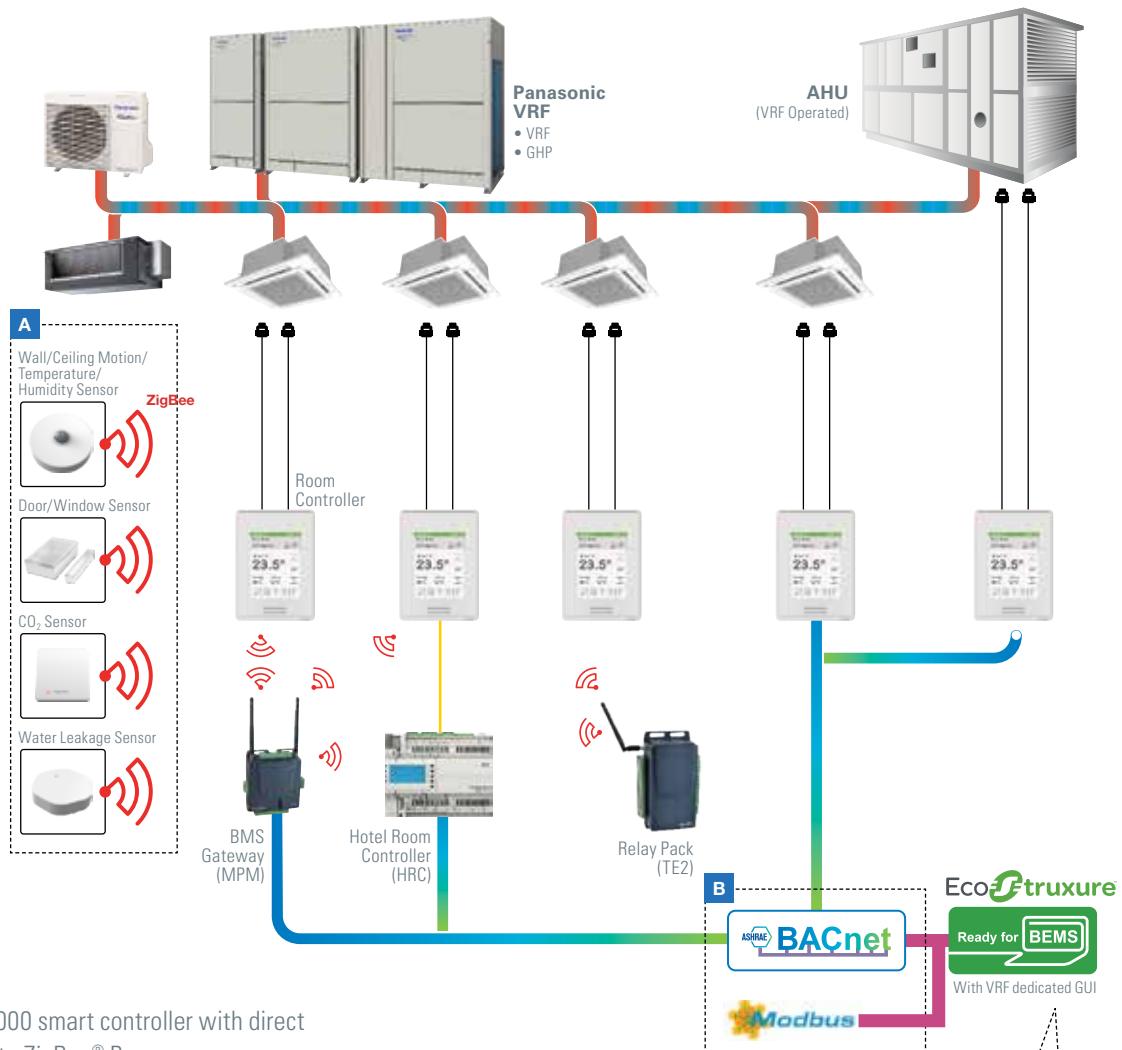 Panasonic
VRF
• VRF
• GHP
AHU
(VRF Operated)
A
Wall/Ceiling Motion/
Temperature/
Humidity Sensor
ZigBee
Door/Window Sensor
CO₂ Sensor
Water Leakage Sensor
Room
Controller
23.5°
23.5°
23.5°
23.5°
23.5°
BMS
Gateway
(MPM)
Hotel Room
Controller
(HRC)
Relay Pack
(TE2)
B
ASHRAE BACnet
Modbus
EcoStruxure
Ready for BEMS
With VRF dedicated GUI
000 smart controller with direct